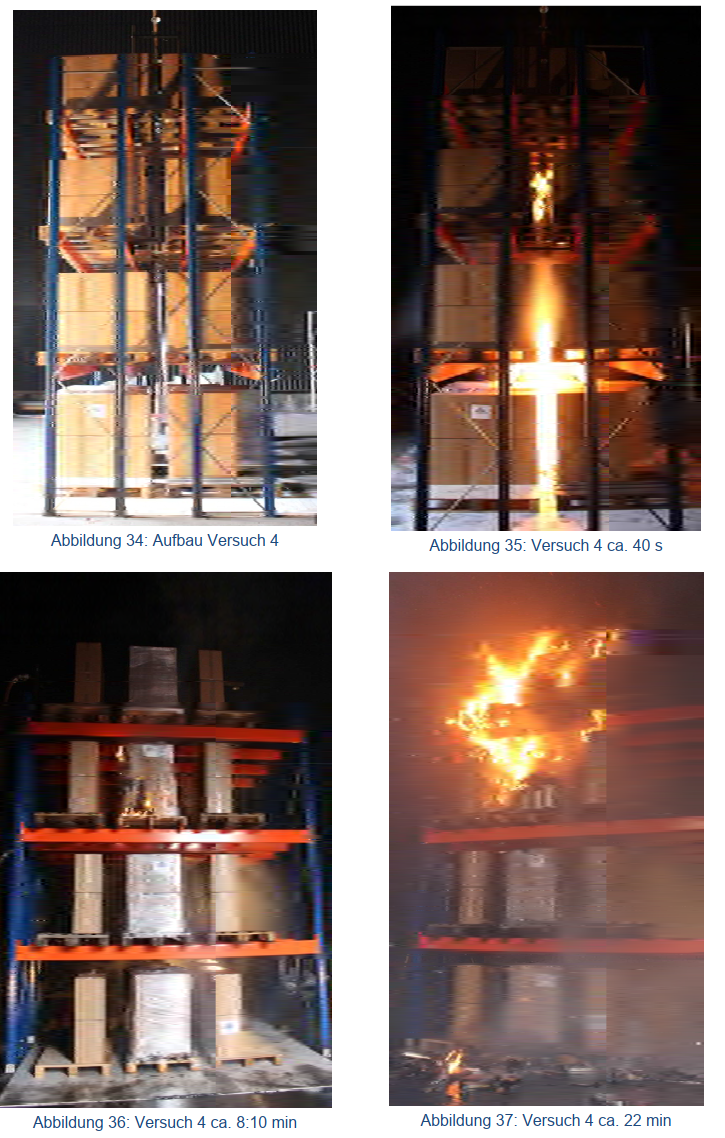 Abbildung 34: Aufbau Versuch 4
Abbildung 35: Versuch 4 ca. 40 s
Abbildung 36: Versuch 4 ca. 8:10 min
Abbildung 37: Versuch 4 ca. 22 min